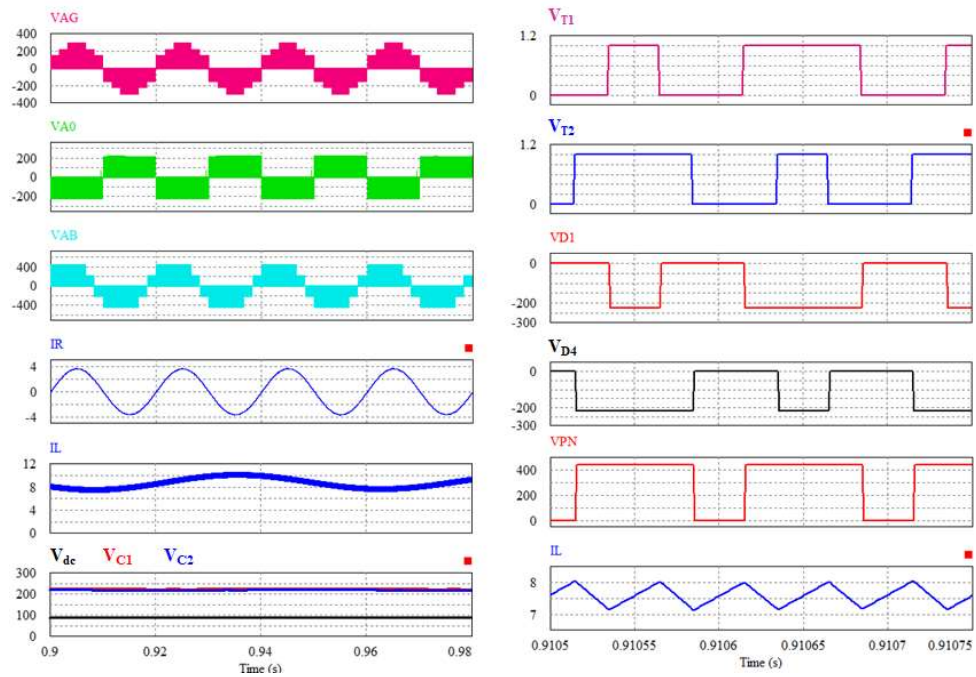 VAG
400
200
0
-200
-400
VA0
200
0
-200
VAB
400
0
-400
IR
4
0
-4
IL
12
8
4
0
Vdc VC1 VC2
300
200
100
0
0.9 0.92 0.94 0.96 0.98
Time (s)
VT1
1.2
0
VT2
1.2
0
VD1
0
-200
-300
VD4
0
-200
-300
VPN
400
200
0
IL
8
7
0.9105 0.91055 0.9106 0.91065 0.9107 0.91075
Time (s)